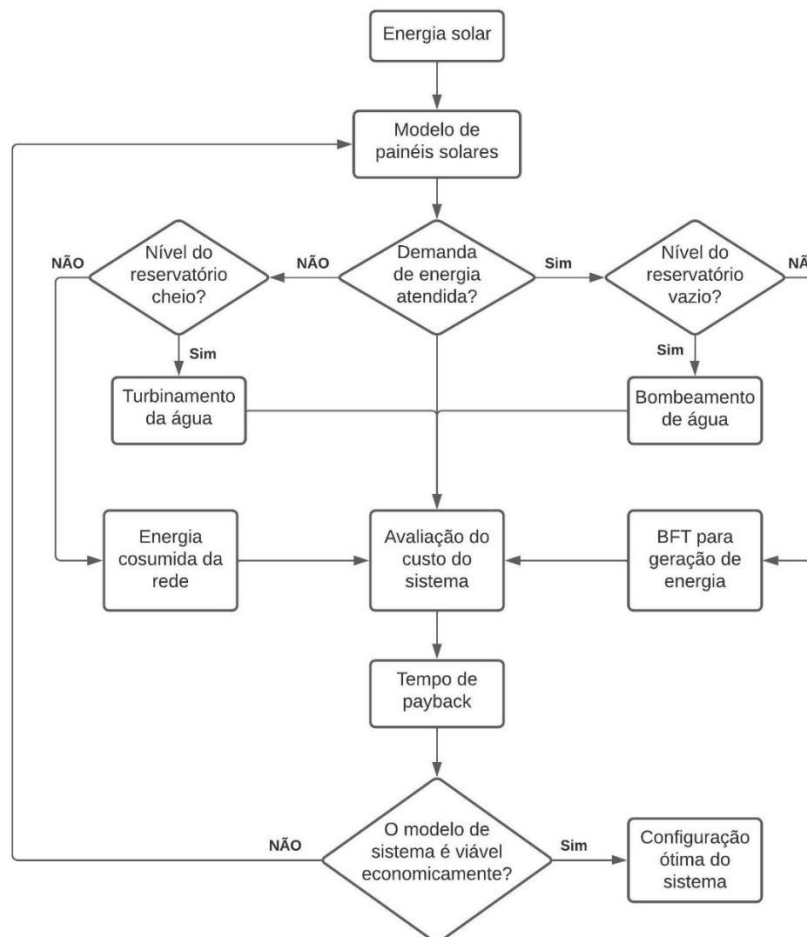 Energia solar
Modelo de
painéis solares
NÃO
Nível do
reservatório
cheio?
NÃO
Demanda
de energia
atendida?
Sim
Nível do
reservatório
vazio?
NÃ
Sim
Sim
Turbinamento
da água
Bombeamento
de água
Energia
cosumida da
rede
Avaliação do
custo do
sistema
BFT para
geração de
energia
Tempo de
payback
NÃO
O modelo de
sistema é viável
economicamente?
Sim
Configuração
ótima do
sistema